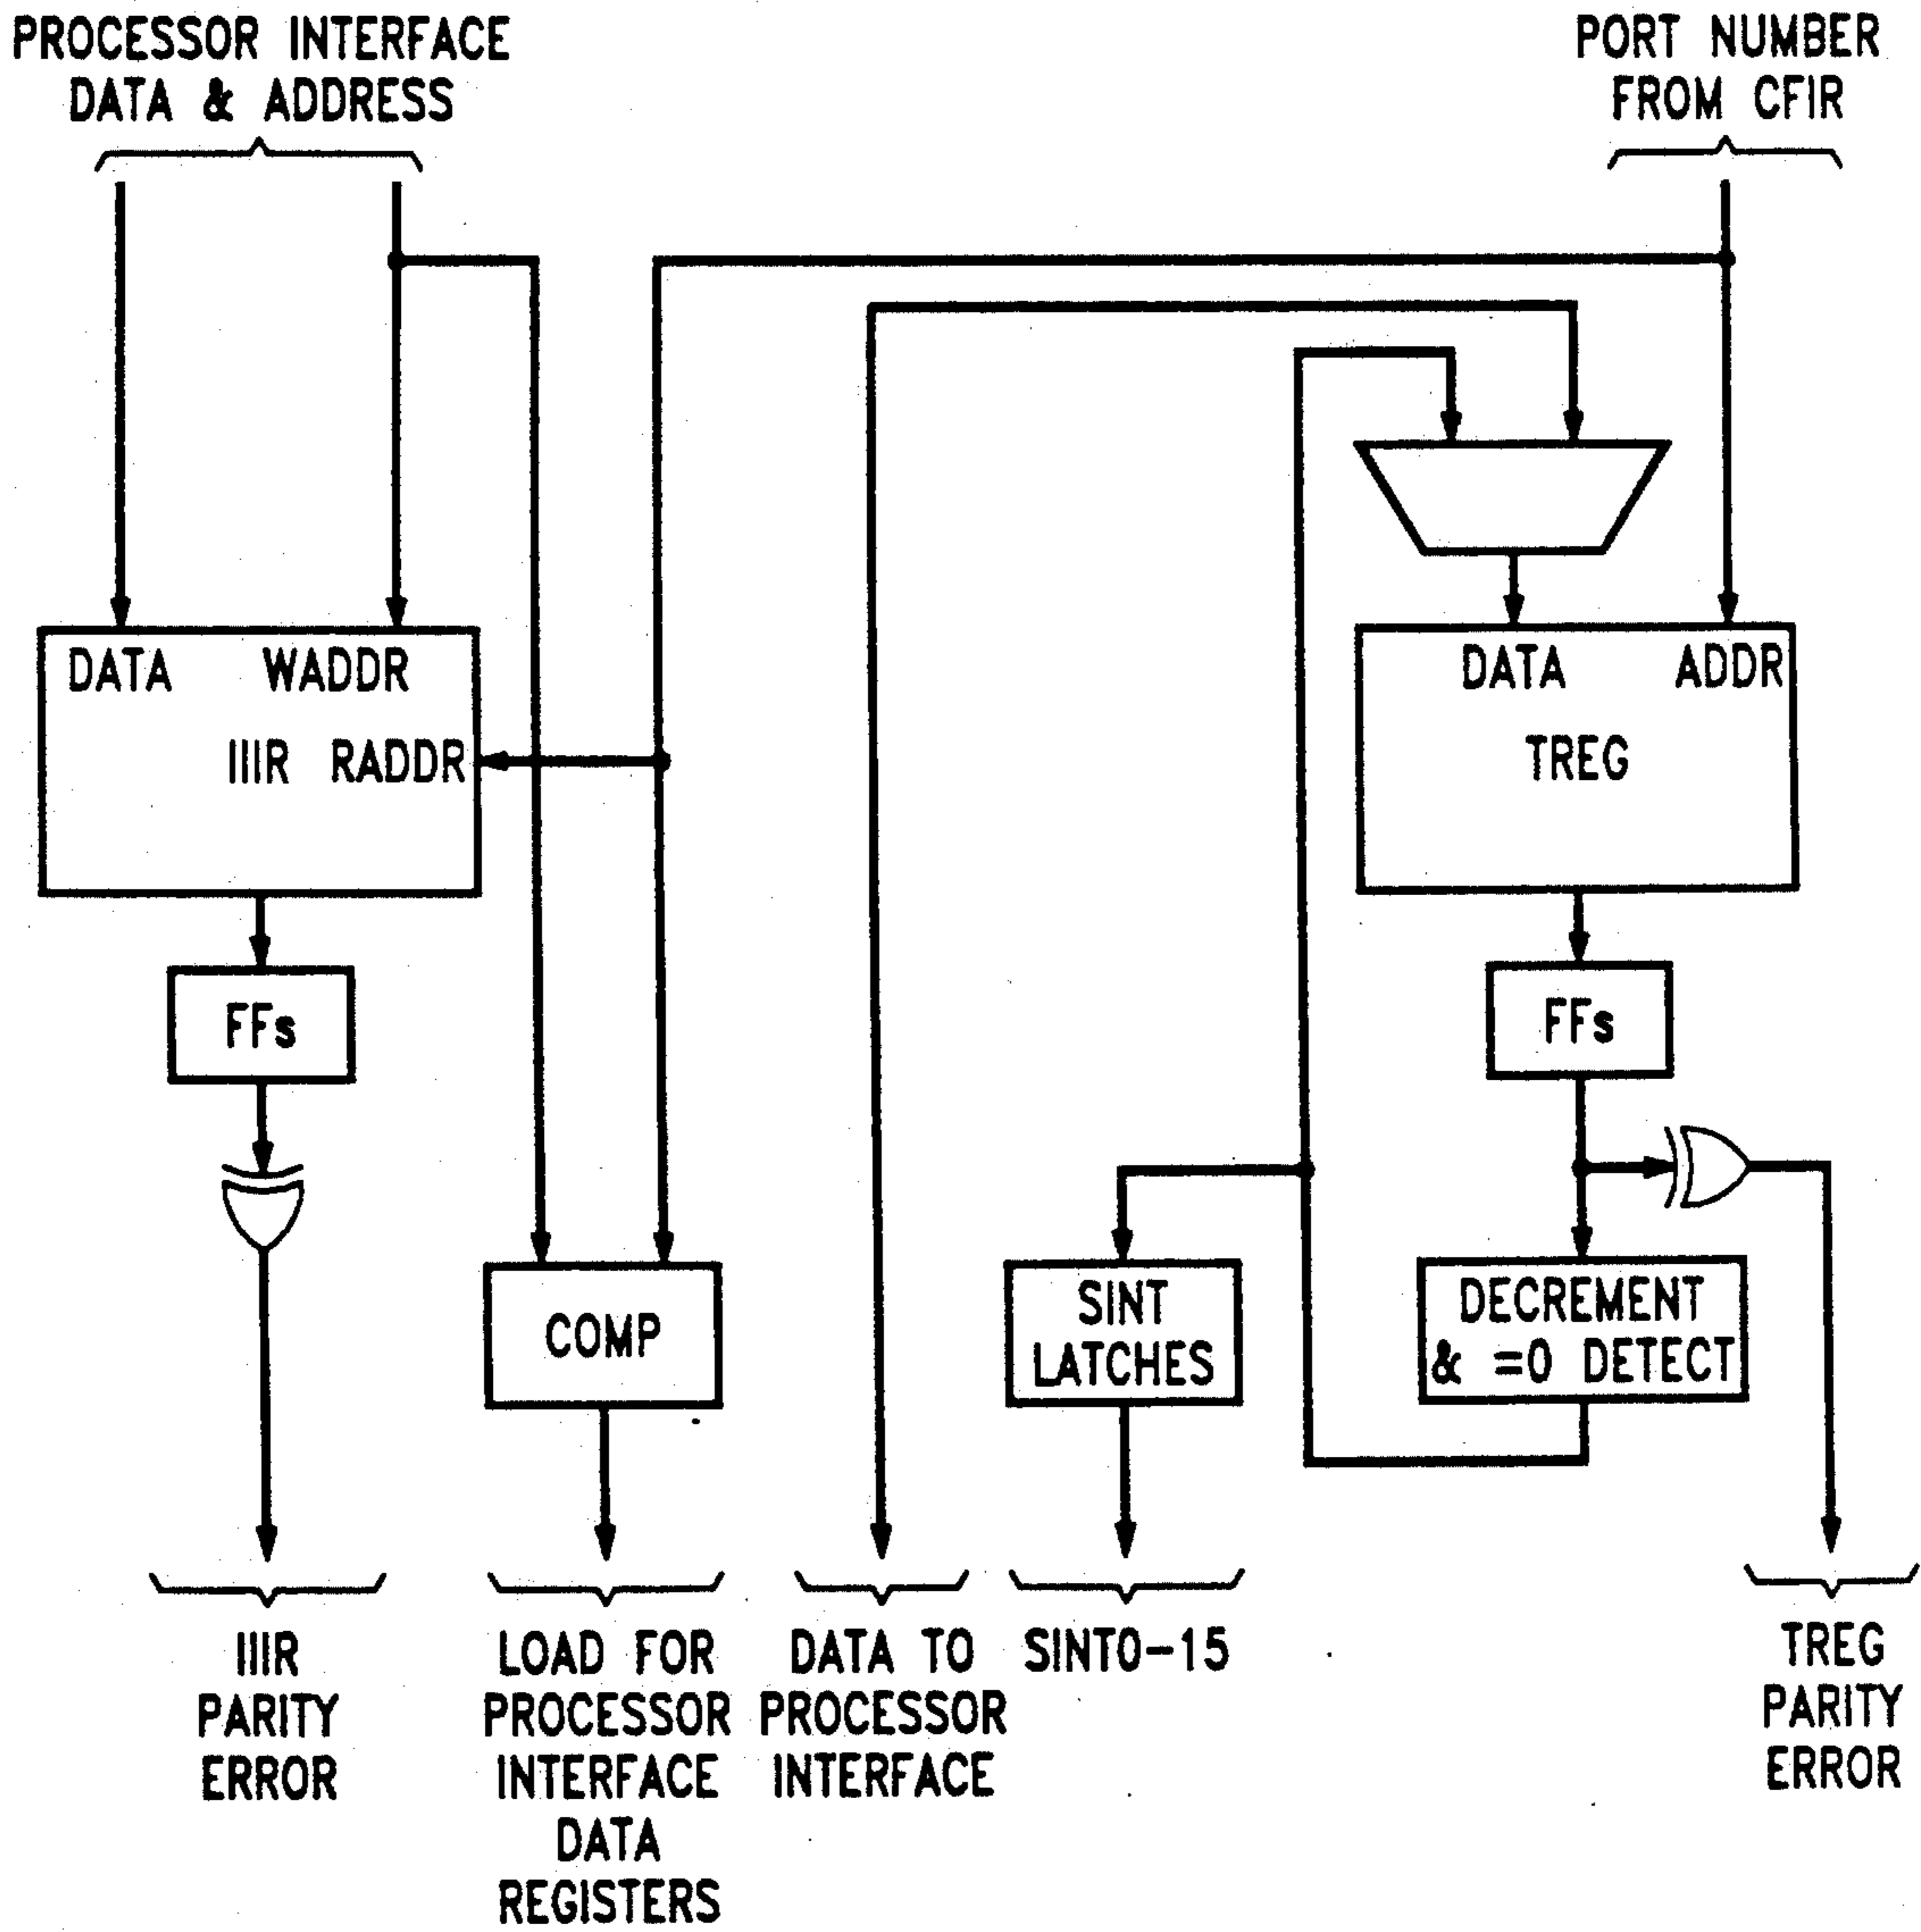 PROCESSOR INTERFACE
DATA & ADDRESS
PORT NUMBER
FROM CFIR
DATA WADDR
IIIR RADDR
DATA ADDR
TREG
FFs
FFs
COMP
SINT
LATCHES
DECREMENT
& =0 DETECT
IIIR
PARITY
ERROR
LOAD FOR
PROCESSOR
INTERFACE
DATA
REGISTERS
DATA TO
PROCESSOR
INTERFACE
SINT0-15
TREG
PARITY
ERROR